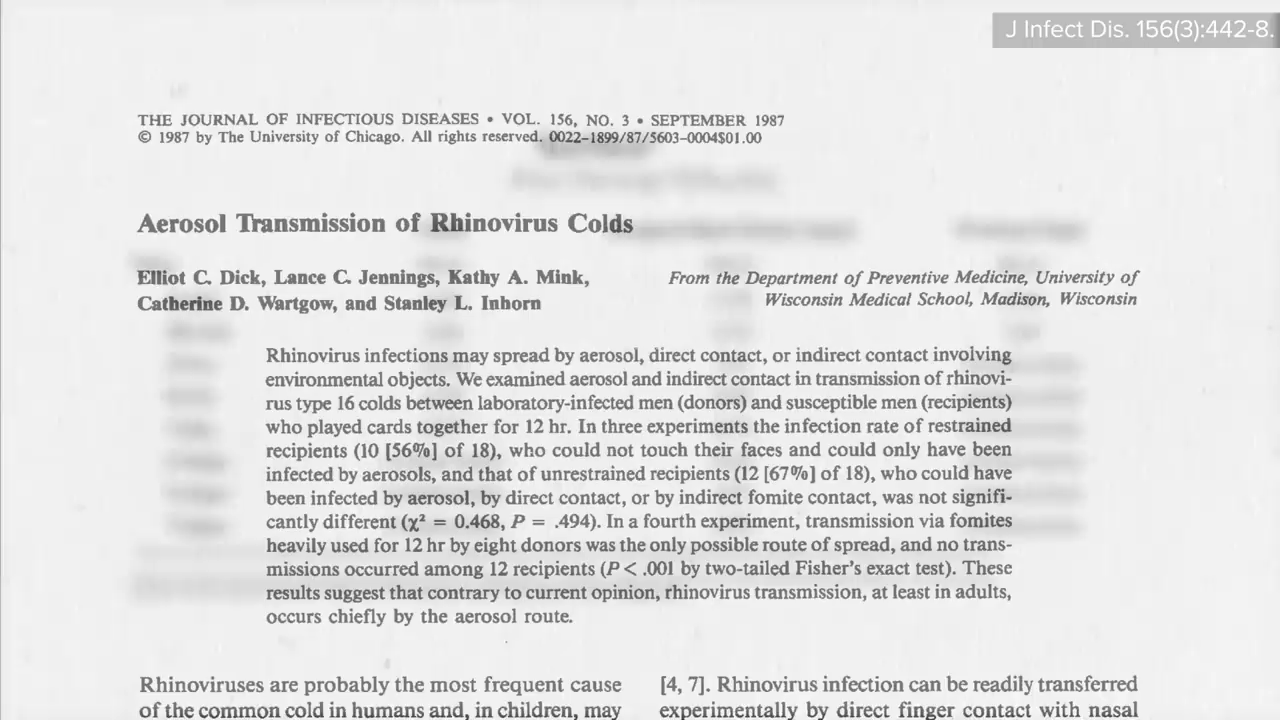 J Infect Dis. 156(3):442-8.
THE JOURNAL OF INFECTIOUS DISEASES • VOL. 156, NO. 3 • SEPTEMBER 1987
© 1987 by The University of Chicago. All rights reserved. 0022-1899/87/5603-0004$01.00
Aerosol Transmission of Rhinovirus Colds
Elliot C. Dick, Lance C. Jennings, Kathy A. Mink,
Catherine D. Wartgow, and Stanley L. Inhorn
From the Department of Preventive Medicine, University of
Wisconsin Medical School, Madison, Wisconsin
Rhinovirus infections may spread by aerosol, direct contact, or indirect contact involving
environmental objects. We examined aerosol and indirect contact in transmission of rhinovi-
rus type 16 colds between laboratory-infected men (donors) and susceptible men (recipients)
who played cards together for 12 hr. In three experiments the infection rate of restrained
recipients (10 [56%] of 18), who could not touch their faces and could only have been
infected by aerosols, and that of unrestrained recipients (12 [67%] of 18), who could have
been infected by aerosol, by direct contact, or by indirect fomite contact, was not signifi-
cantly different (χ² = 0.468, P = .494). In a fourth experiment, transmission via fomites
heavily used for 12 hr by eight donors was the only possible route of spread, and no trans-
missions occurred among 12 recipients (P < .001 by two-tailed Fisher's exact test). These
results suggest that contrary to current opinion, rhinovirus transmission, at least in adults,
occurs chiefly by the aerosol route.
Rhinoviruses are probably the most frequent cause
of the common cold in humans and, in children, may
[4, 7]. Rhinovirus infection can be readily transferred
experimentally by direct finger contact with nasal